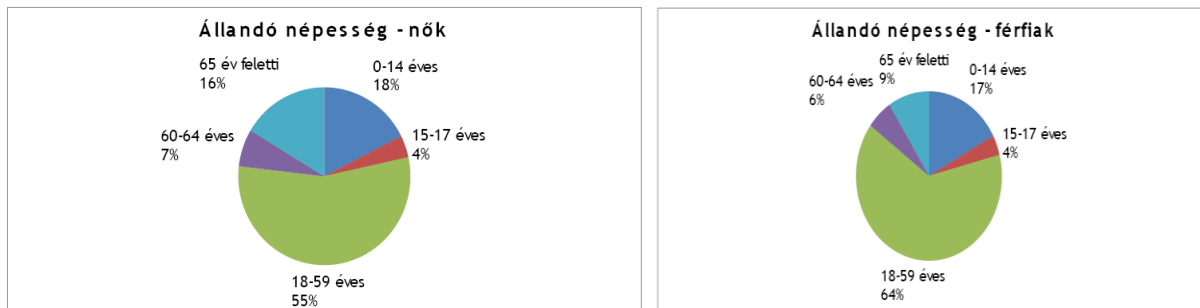 Állandó népesség - nők
65 év feletti
16%
0-14 éves
18%
60-64 éves
7%
15-17 éves
4%
18-59 éves
55%
Állandó népesség - férfiak
65 év feletti
9%
0-14 éves
17%
60-64 éves
6%
15-17 éves
4%
18-59 éves
64%